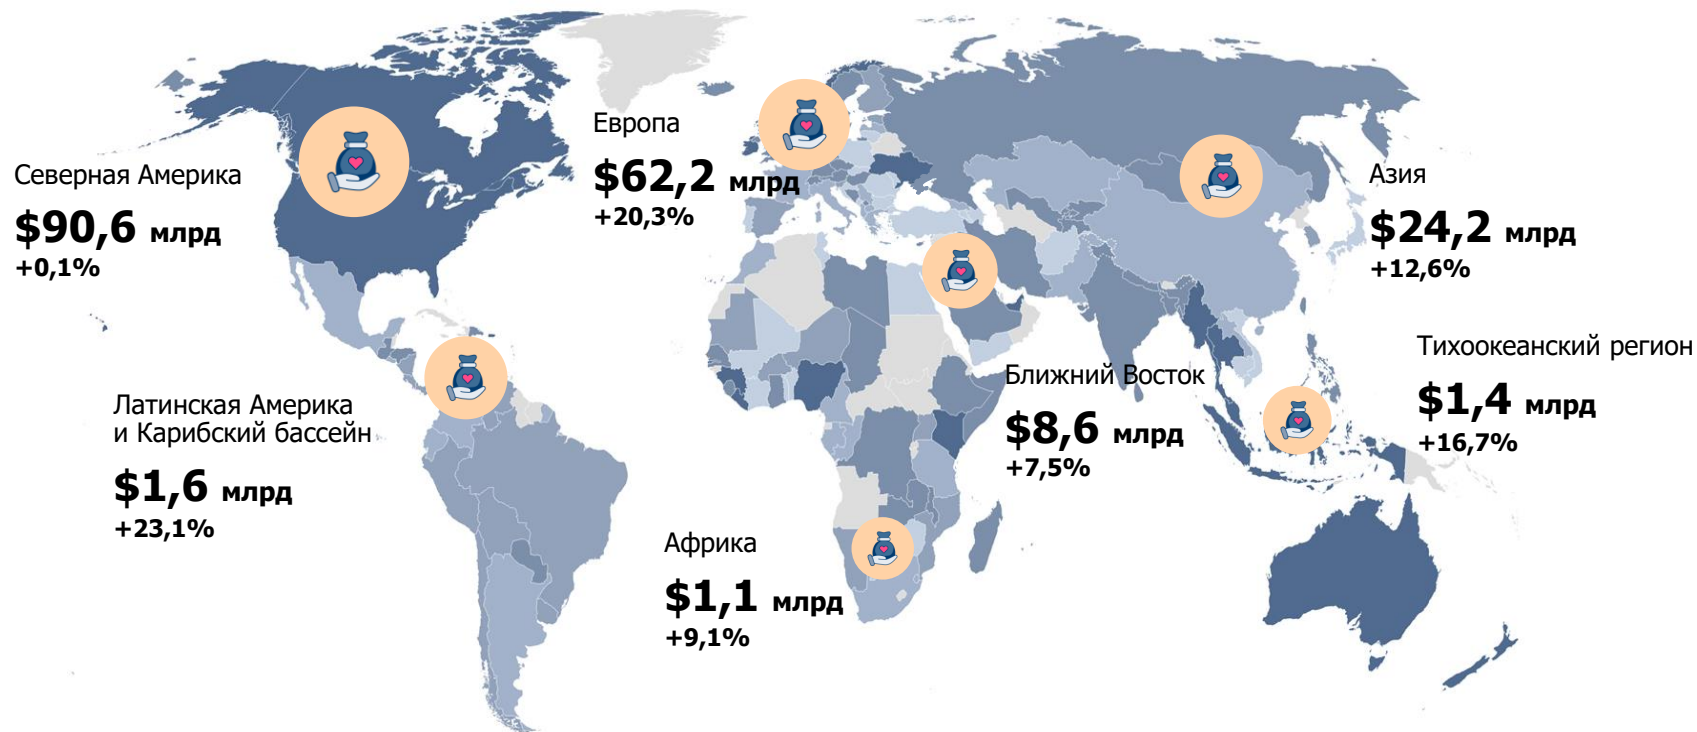 Северная Америка
$90,6 млрд
+0,1%
Европа
$62,2 млрд
+20,3%
Азия
$24,2 млрд
+12,6%
Латинская Америка
и Карибский бассейн
$1,6 млрд
+23,1%
Ближний Восток
$8,6 млрд
+7,5%
Тихоокеанский регион
$1,4 млрд
+16,7%
Африка
$1,1 млрд
+9,1%